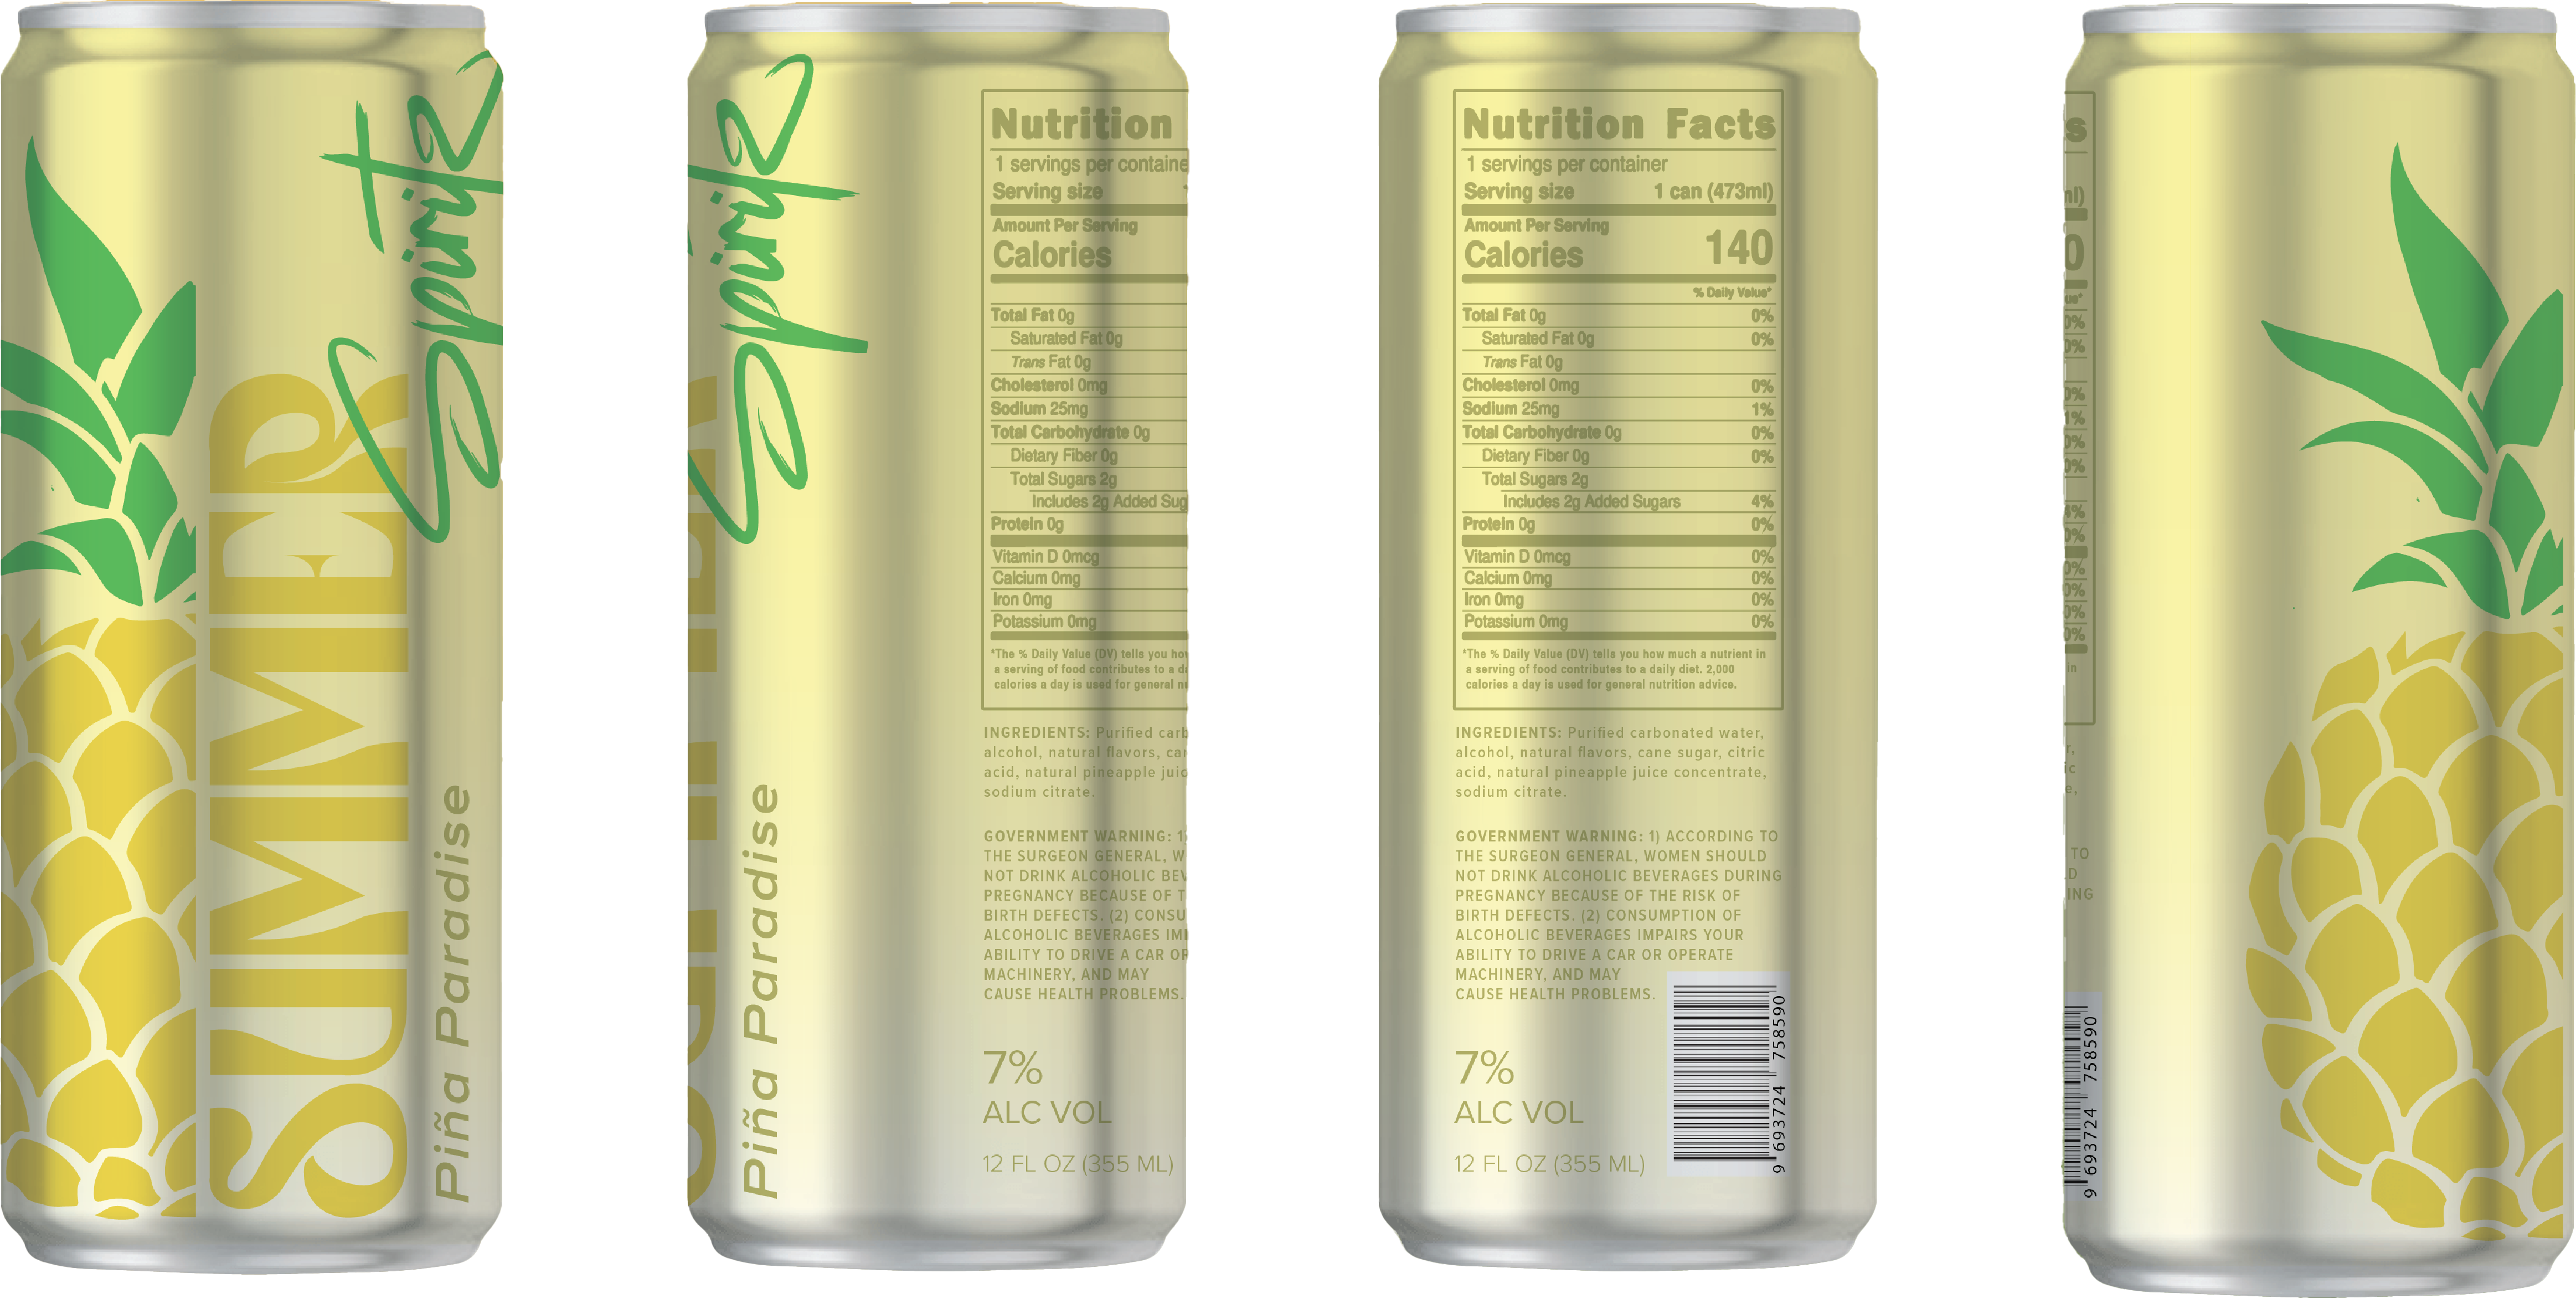 SUMMER
Spiritz
Piña Paradise
Spiritz
Piña Paradise
Nutrition
1 servings per containe
Serving size
Amount Per Serving
Calories
Total Fat 0g
Saturated Fat 0g
Trans Fat 0g
Cholesterol 0mg
Sodium 25mg
Total Carbohydrate 0g
Dietary Fiber 0g
Total Sugars 2g
Includes 2g Added Sug
Protein 0g
Vitamin D 0mcg
Calcium 0mg
Iron 0mg
Potassium 0mg
*The % Daily Value (DV) tells you how
a serving of food contributes to a da
calories a day is used for general nu
INGREDIENTS: Purified carb
alcohol, natural flavors, can
acid, natural pineapple juic
sodium citrate.
GOVERNMENT WARNING: 1)
THE SURGEON GENERAL, W
NOT DRINK ALCOHOLIC BEV
PREGNANCY BECAUSE OF T
BIRTH DEFECTS. (2) CONSU
ALCOHOLIC BEVERAGES IM
ABILITY TO DRIVE A CAR OR
MACHINERY, AND MAY
CAUSE HEALTH PROBLEMS.
7%
ALC VOL
12 FL OZ (355 ML)
Nutrition Facts
1 servings per container
Serving size 1 can (473ml)
Amount Per Serving
Calories 140
% Daily Value*
Total Fat 0g 0%
Saturated Fat 0g 0%
Trans Fat 0g
Cholesterol 0mg 0%
Sodium 25mg 1%
Total Carbohydrate 0g 0%
Dietary Fiber 0g 0%
Total Sugars 2g
Includes 2g Added Sugars 4%
Protein 0g 0%
Vitamin D 0mcg 0%
Calcium 0mg 0%
Iron 0mg 0%
Potassium 0mg 0%
*The % Daily Value (DV) tells you how much a nutrient in
a serving of food contributes to a daily diet. 2,000
calories a day is used for general nutrition advice.
INGREDIENTS: Purified carbonated water,
alcohol, natural flavors, cane sugar, citric
acid, natural pineapple juice concentrate,
sodium citrate.
GOVERNMENT WARNING: 1) ACCORDING TO
THE SURGEON GENERAL, WOMEN SHOULD
NOT DRINK ALCOHOLIC BEVERAGES DURING
PREGNANCY BECAUSE OF THE RISK OF
BIRTH DEFECTS. (2) CONSUMPTION OF
ALCOHOLIC BEVERAGES IMPAIRS YOUR
ABILITY TO DRIVE A CAR OR OPERATE
MACHINERY, AND MAY
CAUSE HEALTH PROBLEMS.
7%
ALC VOL
12 FL OZ (355 ML)
9 693724 758590
TO
ING
9 693724 758590